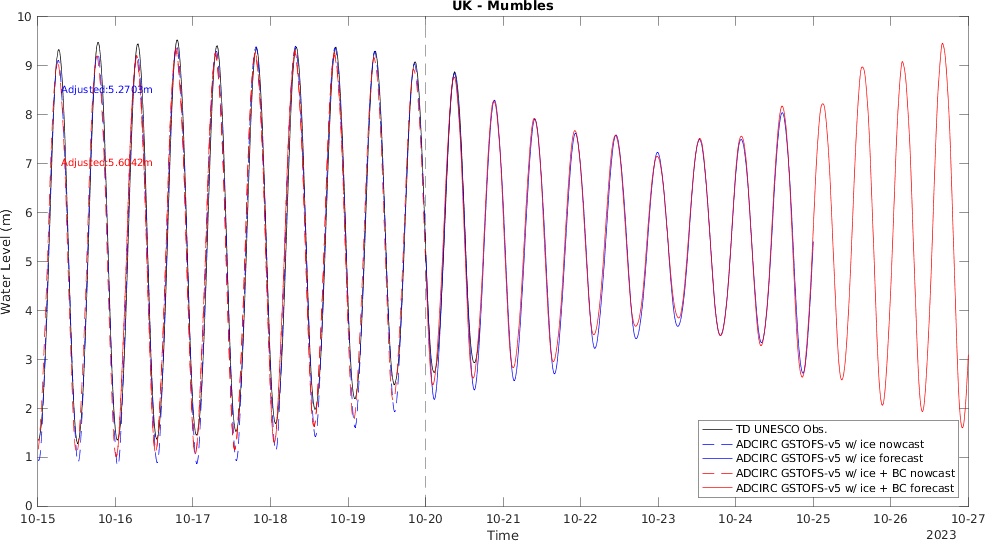 UK - Mumbles
10
9
8
7
6
5
4
3
2
1
0
Water Level (m)
Adjusted:5.2703m
Adjusted:5.6042m
TD UNESCO Obs.
ADCIRC GSTOFS-v5 w/ ice nowcast
ADCIRC GSTOFS-v5 w/ ice forecast
ADCIRC GSTOFS-v5 w/ ice + BC nowcast
ADCIRC GSTOFS-v5 w/ ice + BC forecast
10-15 10-16 10-17 10-18 10-19 10-20 10-21 10-22 10-23 10-24 10-25 10-26 10-27
Time
2023